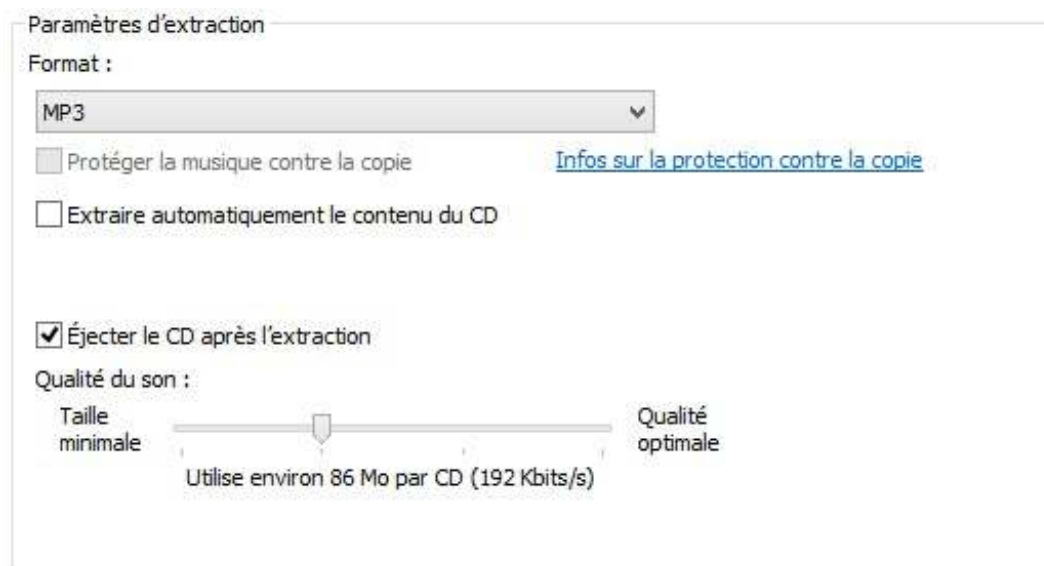 Paramètres d'extraction
Format :
MP3
Protéger la musique contre la copie Infos sur la protection contre la copie
Extraire automatiquement le contenu du CD
Éjecter le CD après l'extraction
Qualité du son :
Taille minimale
Qualité optimale
Utilise environ 86 Mo par CD (192 Kbits/s)